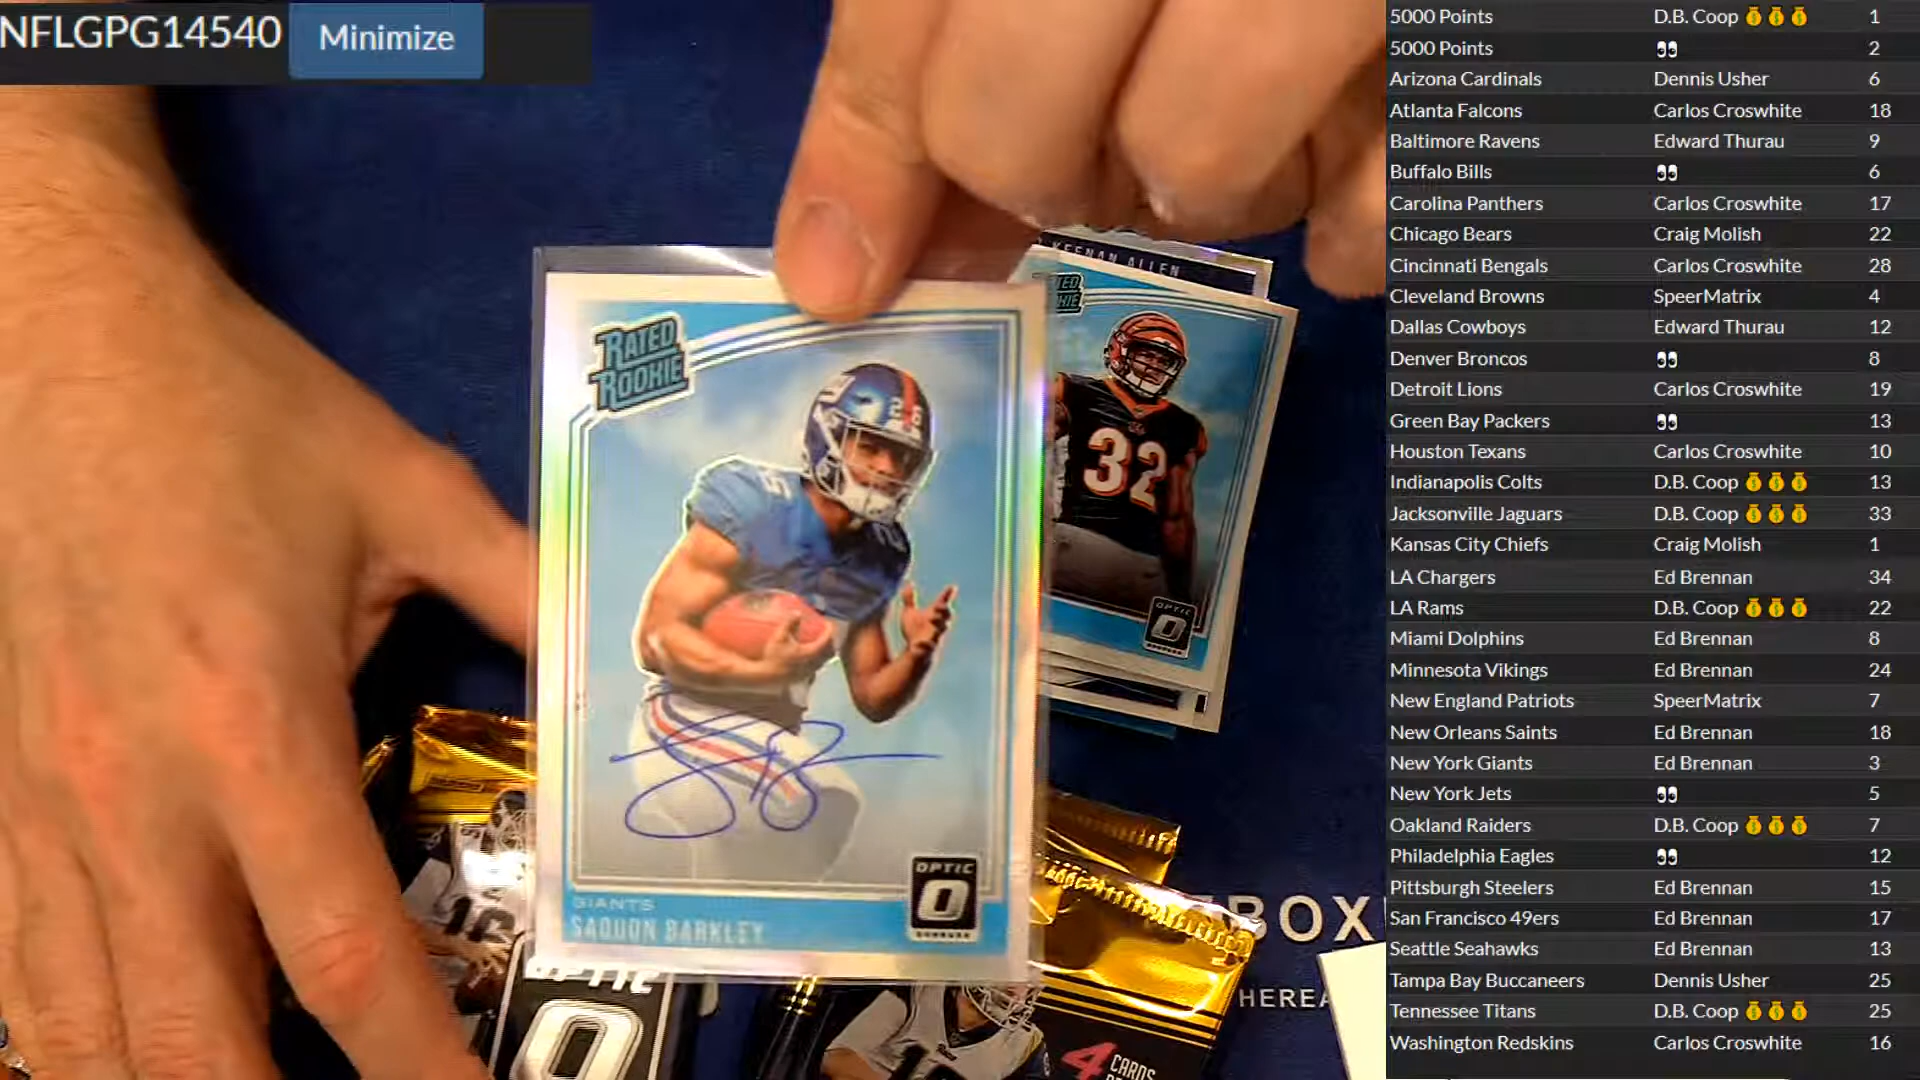 NFLGPG14540 Minimize
5000 Points D.B. Coop 1
5000 Points 2
Arizona Cardinals Dennis Usher 6
Atlanta Falcons Carlos Croswhite 18
Baltimore Ravens Edward Thurau 9
Buffalo Bills 6
Carolina Panthers Carlos Croswhite 17
Chicago Bears Craig Molish 22
Cincinnati Bengals Carlos Croswhite 28
Cleveland Browns SpeerMatrix 4
Dallas Cowboys Edward Thurau 12
Denver Broncos 8
Detroit Lions Carlos Croswhite 19
Green Bay Packers 13
Houston Texans Carlos Croswhite 10
Indianapolis Colts D.B. Coop 13
Jacksonville Jaguars D.B. Coop 33
Kansas City Chiefs Craig Molish 1
LA Chargers Ed Brennan 34
LA Rams D.B. Coop 22
Miami Dolphins Ed Brennan 8
Minnesota Vikings Ed Brennan 24
New England Patriots SpeerMatrix 7
New Orleans Saints Ed Brennan 18
New York Giants Ed Brennan 3
New York Jets 5
Oakland Raiders D.B. Coop 7
Philadelphia Eagles 12
Pittsburgh Steelers Ed Brennan 15
San Francisco 49ers Ed Brennan 17
Seattle Seahawks Ed Brennan 13
Tampa Bay Buccaneers Dennis Usher 25
Tennessee Titans D.B. Coop 25
Washington Redskins Carlos Croswhite 16
KEENAN ALLEN
RATED
ROOKIE
26
32
OPTIC
OPTIC
DONRUSS
GIANTS
SAQUON BARKLEY
BOX
HEREA
OPTIC
4 CARDS